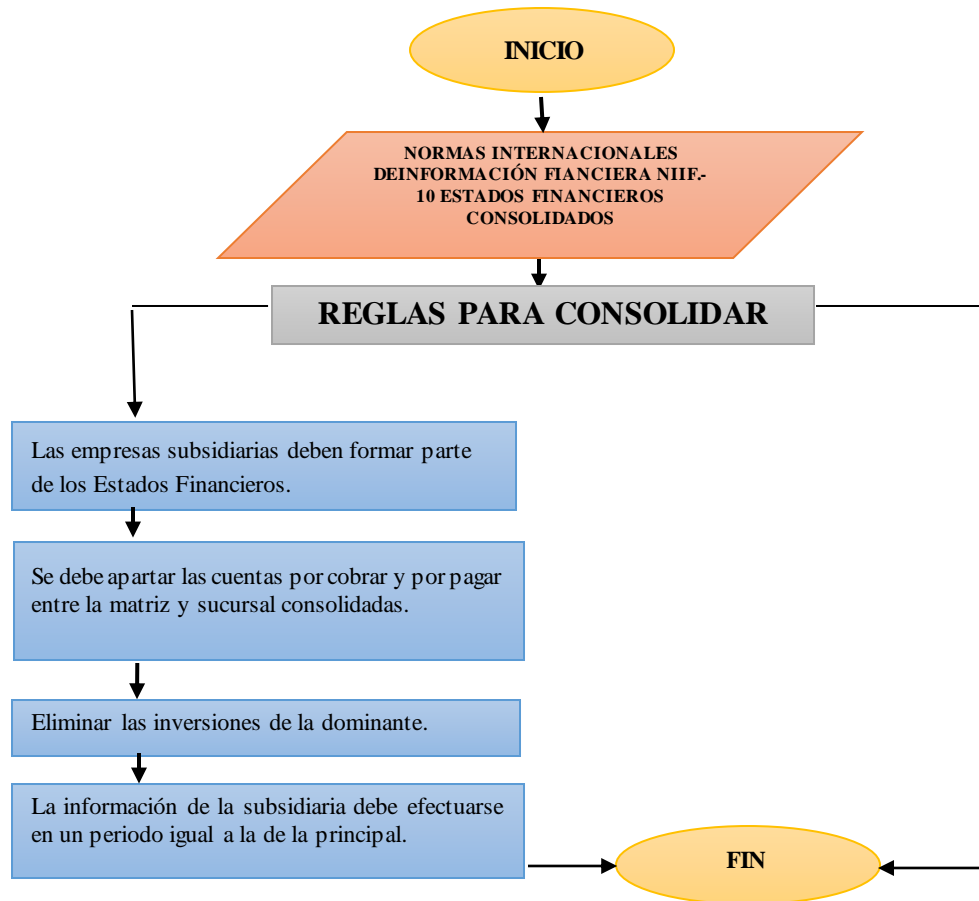 INICIO
NORMAS INTERNACIONALES
DEINFORMACIÓN FIANCIERA NIIF.-
10 ESTADOS FINANCIEROS
CONSOLIDADOS
REGLAS PARA CONSOLIDAR
Las empresas subsidiarias deben formar parte
de los Estados Financieros.
Se debe apartar las cuentas por cobrar y por pagar
entre la matriz y sucursal consolidadas.
Eliminar las inversiones de la dominante.
La información de la subsidiaria debe efectuarse
en un periodo igual a la de la principal.
FIN